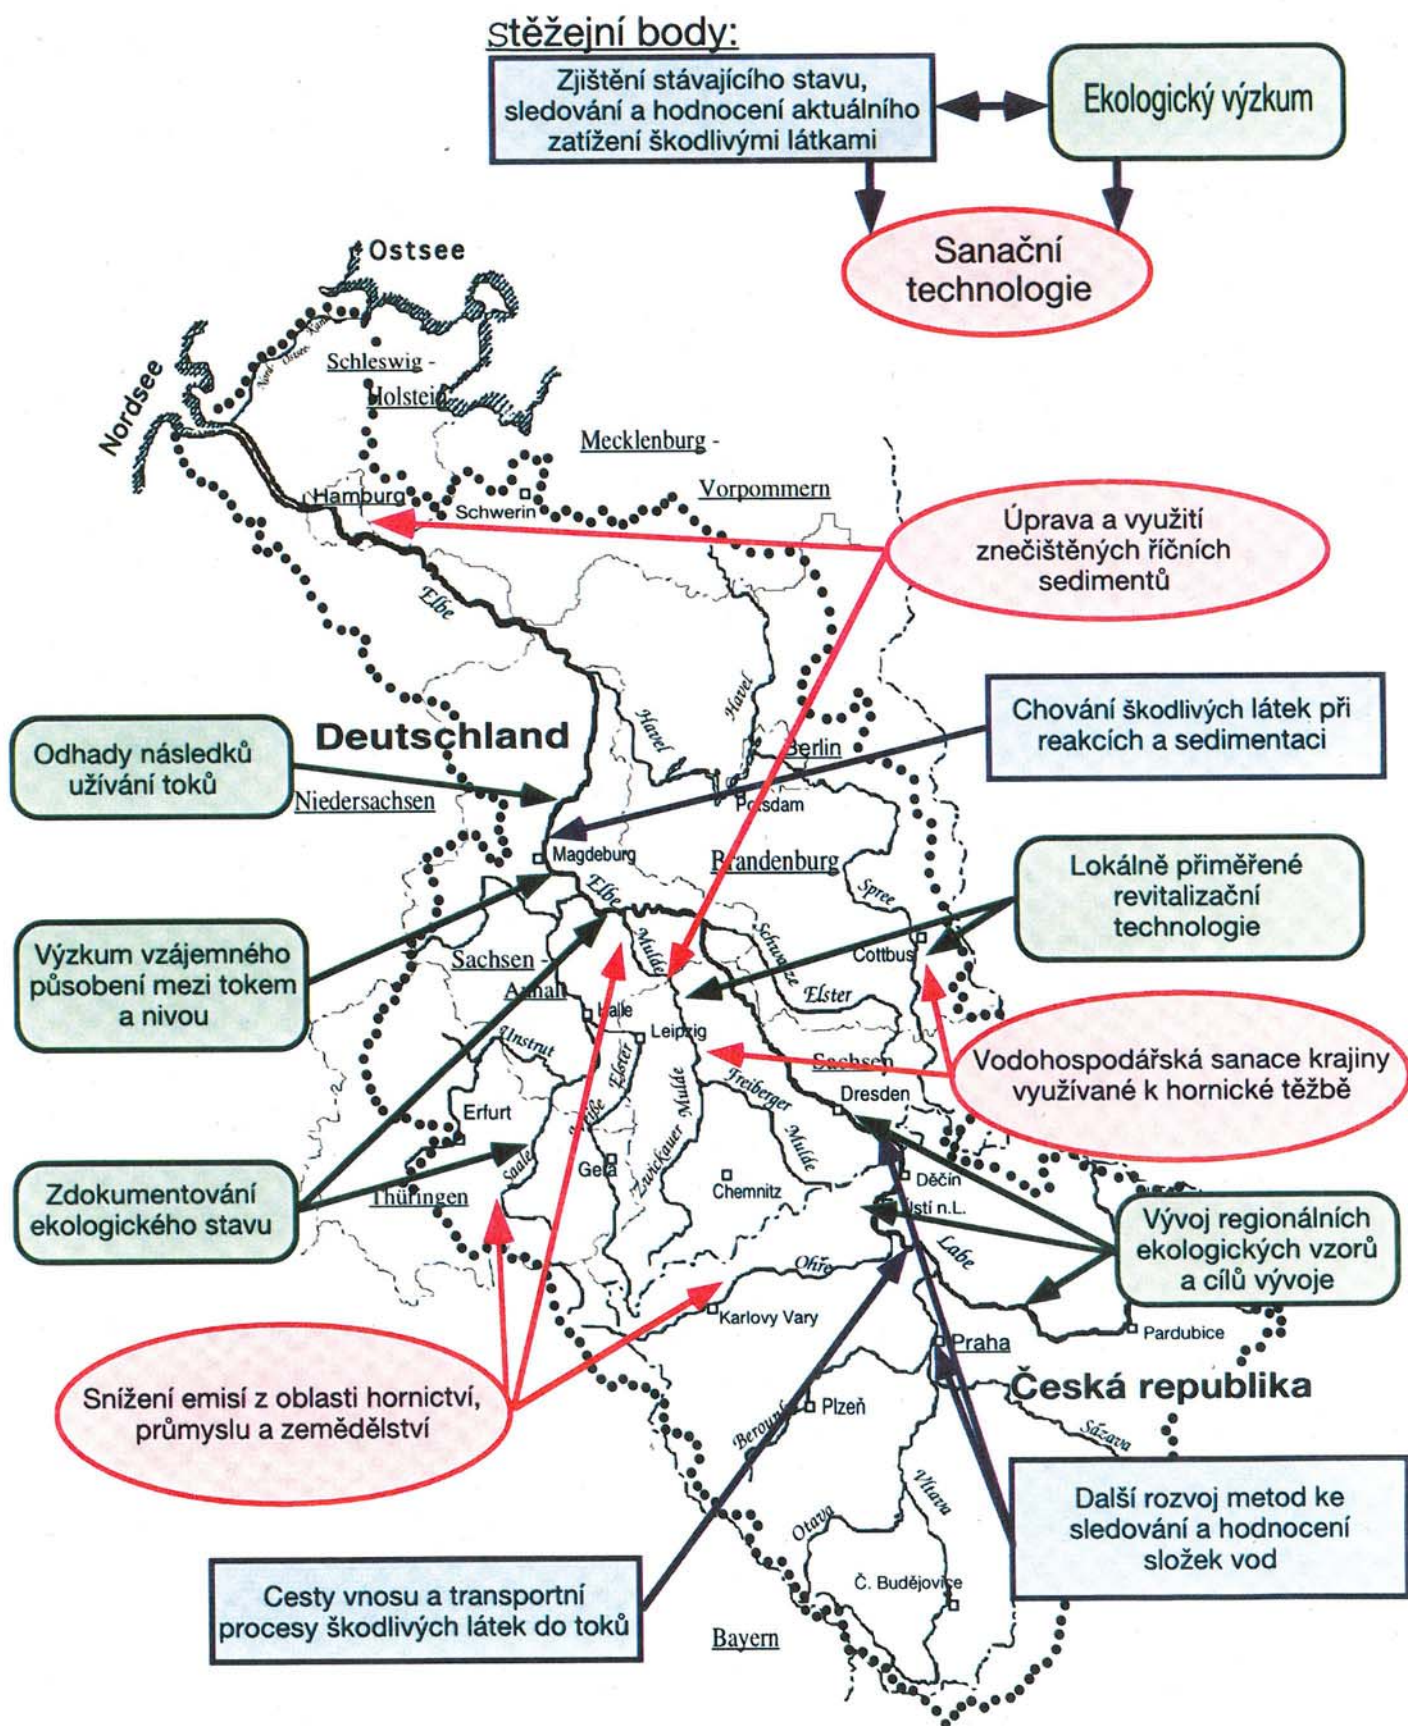 Stěžejní body:
Zjištění stávajícího stavu,
sledování a hodnocení aktuálního
zatížení škodlivými látkami
Ekologický výzkum
Sanační
technologie
Ostsee
Nordsee
Nord-Ostsee-Kanal
Schleswig -
Holstein
Mecklenburg -
Vorpommern
Hamburg
Schwerin
Úprava a využití
znečištěných říčních
sedimentů
Elbe
Havel
Havel
Chování škodlivých látek při
reakcích a sedimentaci
Deutschland
Berlin
Potsdam
Odhady následků
užívání toků
Niedersachsen
Magdeburg
Brandenburg
Spree
Lokálně přiměřené
revitalizační
technologie
Elbe
Mulde
Schwarze
Elster
Cottbus
Výzkum vzájemného
působení mezi tokem
a nivou
Sachsen -
Anhalt
Halle
Leipzig
Unstrut
Elster
Weiße
Sachsen
Vodohospodářská sanace krajiny
využívané k hornické těžbě
Freiberger
Mulde
Dresden
Erfurt
Saale
Gera
Zwickauer Mulde
Chemnitz
Děčín
Ústí n.L.
Zdokumentování
ekologického stavu
Thüringen
Vývoj regionálních
ekologických vzorů
a cílů vývoje
Labe
Ohře
Karlovy Vary
Pardubice
Praha
Česká republika
Snížení emisí z oblasti hornictví,
průmyslu a zemědělství
Plzeň
Berounk
Sázava
Vltava
Otava
Další rozvoj metod ke
sledování a hodnocení
složek vod
Č. Budějovice
Cesty vnosu a transportní
procesy škodlivých látek do toků
Bayern